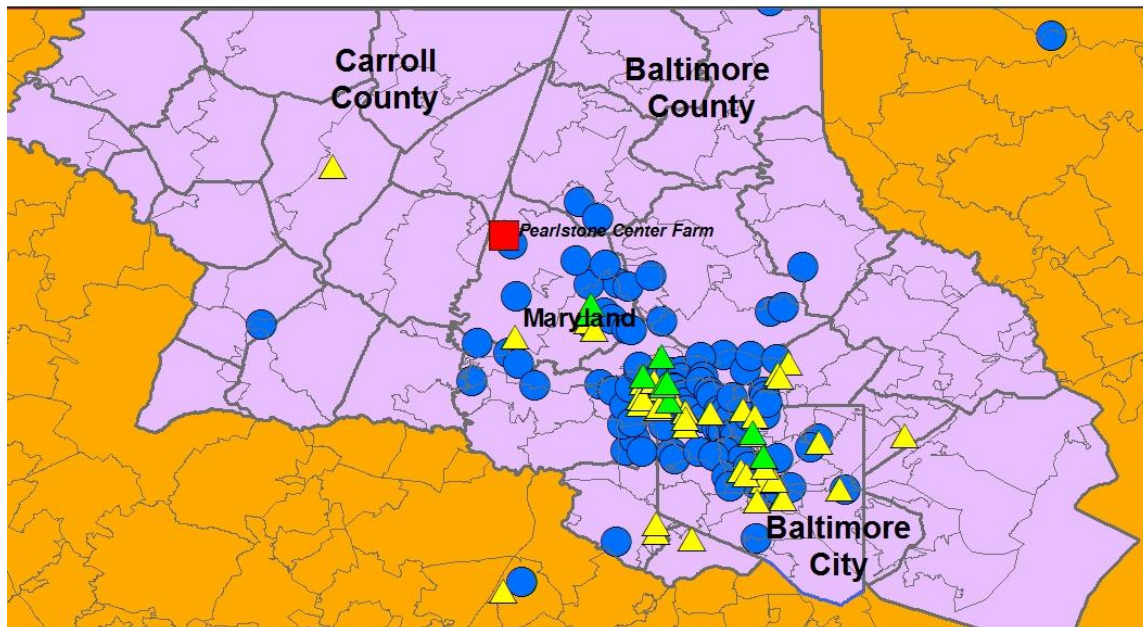 Carroll
County
Baltimore
County
Pearlstone Center Farm
Maryland
Baltimore
City